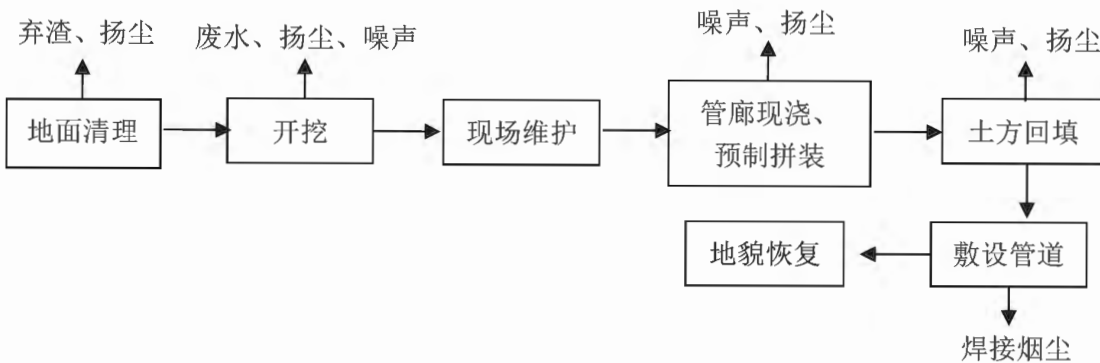 弃渣、扬尘
废水、扬尘、噪声
噪声、扬尘
噪声、扬尘
地面清理
开挖
现场维护
管廊现浇、
预制拼装
土方回填
地貌恢复
敷设管道
焊接烟尘